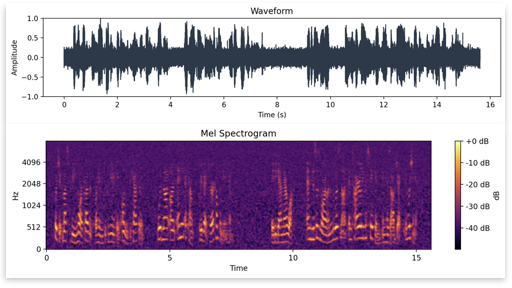 Waveform
1.0
0.5
0.0
−0.5
−1.0
Amplitude
0 2 4 6 8 10 12 14 16
Time (s)
Mel Spectrogram
4096
2048
1024
512
0
Hz
0 5 10 15
Time
+0 dB
-10 dB
-20 dB
-30 dB
-40 dB
dB